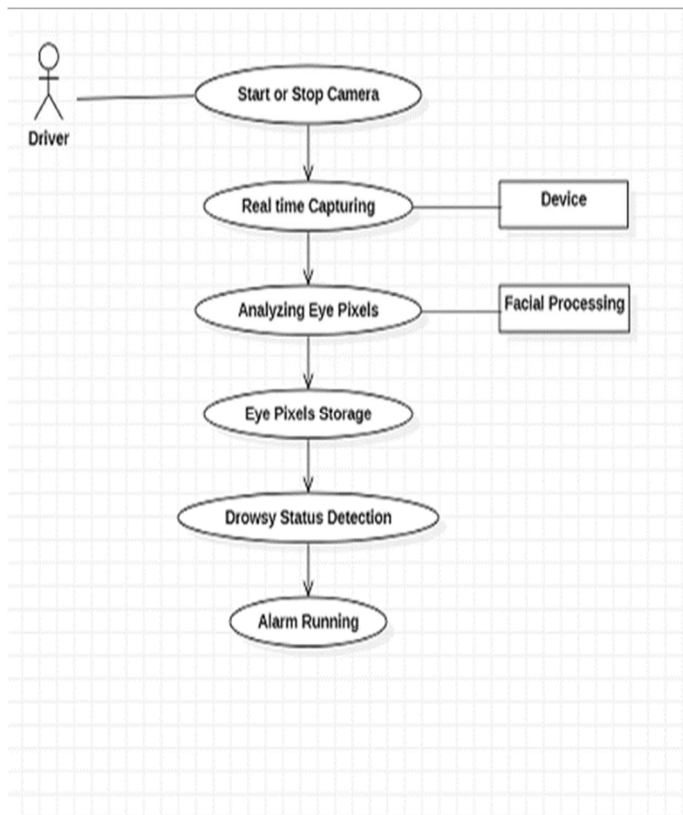 Start or Stop Camera
Driver
Real time Capturing
Device
Analyzing Eye Pixels
Facial Processing
Eye Pixels Storage
Drowsy Status Detection
Alarm Running